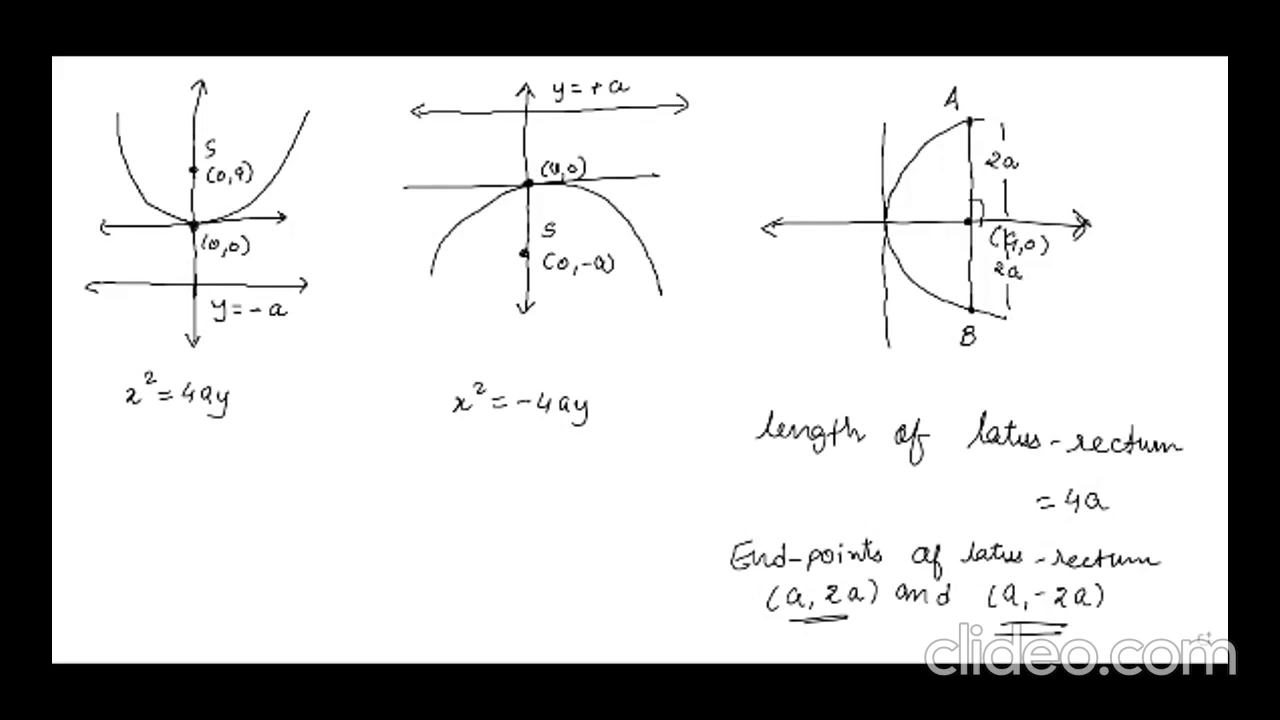 S
(0,a)
(0,0)
y=-a
x²=4ay
y=+a
(0,0)
S
(0,-a)
x²=-4ay
A
2a
(a,0)
2a
B
length of latus-rectum
= 4a
End-points of latus-rectum
(a, 2a) and (a,-2a)
clideo.com